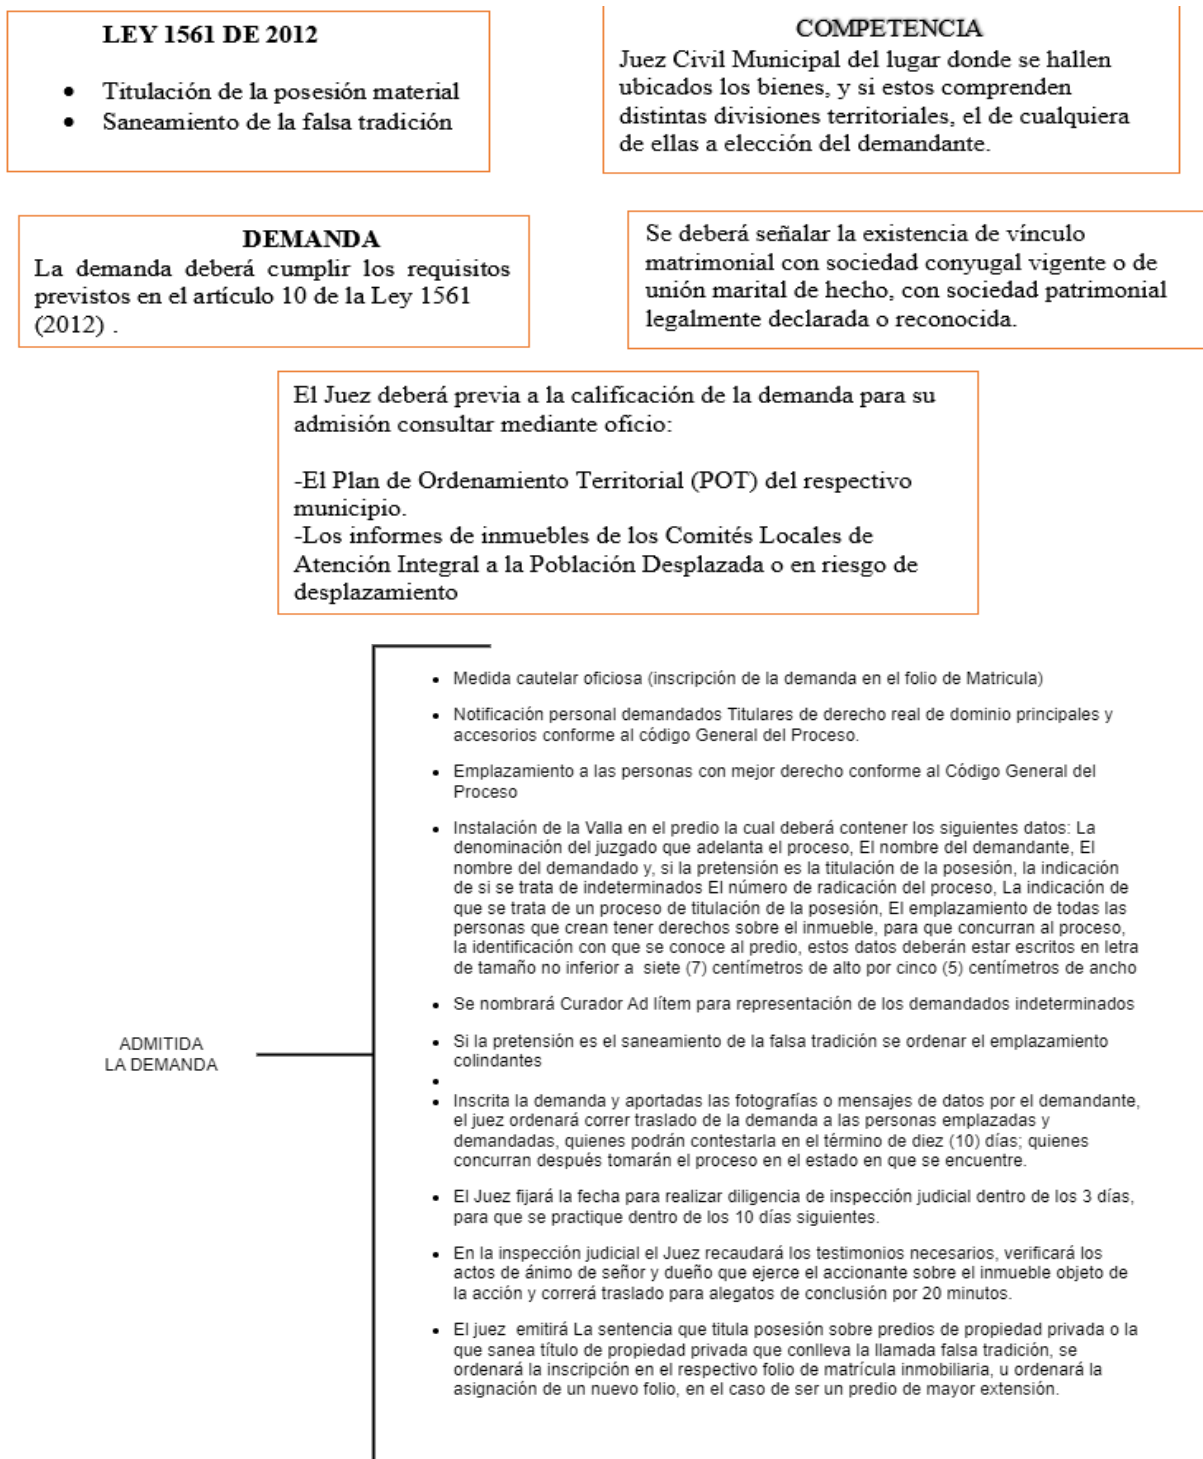 LEY 1561 DE 2012
• Titulación de la posesión material
• Saneamiento de la falsa tradición
COMPETENCIA
Juez Civil Municipal del lugar donde se hallen
ubicados los bienes, y si estos comprenden
distintas divisiones territoriales, el de cualquiera
de ellas a elección del demandante.
DEMANDA
La demanda deberá cumplir los requisitos
previstos en el artículo 10 de la Ley 1561
(2012) .
Se deberá señalar la existencia de vínculo
matrimonial con sociedad conyugal vigente o de
unión marital de hecho, con sociedad patrimonial
legalmente declarada o reconocida.
El Juez deberá previa a la calificación de la demanda para su
admisión consultar mediante oficio:
-El Plan de Ordenamiento Territorial (POT) del respectivo
municipio.
-Los informes de inmuebles de los Comités Locales de
Atención Integral a la Población Desplazada o en riesgo de
desplazamiento
ADMITIDA
LA DEMANDA
• Medida cautelar oficiosa (inscripción de la demanda en el folio de Matricula)
• Notificación personal demandados Titulares de derecho real de dominio principales y
accesorios conforme al código General del Proceso.
• Emplazamiento a las personas con mejor derecho conforme al Código General del
Proceso
• Instalación de la Valla en el predio la cual deberá contener los siguientes datos: La
denominación del juzgado que adelanta el proceso, El nombre del demandante, El
nombre del demandado y, si la pretensión es la titulación de la posesión, la indicación
de si se trata de indeterminados El número de radicación del proceso, La indicación de
que se trata de un proceso de titulación de la posesión, El emplazamiento de todas las
personas que crean tener derechos sobre el inmueble, para que concurran al proceso,
la identificación con que se conoce al predio, estos datos deberán estar escritos en letra
de tamaño no inferior a  siete (7) centímetros de alto por cinco (5) centímetros de ancho
• Se nombrará Curador Ad lítem para representación de los demandados indeterminados
• Si la pretensión es el saneamiento de la falsa tradición se ordenar el emplazamiento
colindantes
•
• Inscrita la demanda y aportadas las fotografías o mensajes de datos por el demandante,
el juez ordenará correr traslado de la demanda a las personas emplazadas y
demandadas, quienes podrán contestarla en el término de diez (10) días; quienes
concurran después tomarán el proceso en el estado en que se encuentre.
• El Juez fijará la fecha para realizar diligencia de inspección judicial dentro de los 3 días,
para que se practique dentro de los 10 días siguientes.
• En la inspección judicial el Juez recaudará los testimonios necesarios, verificará los
actos de ánimo de señor y dueño que ejerce el accionante sobre el inmueble objeto de
la acción y correrá traslado para alegatos de conclusión por 20 minutos.
• El juez  emitirá La sentencia que titula posesión sobre predios de propiedad privada o la
que sanea título de propiedad privada que conlleva la llamada falsa tradición, se
ordenará la inscripción en el respectivo folio de matrícula inmobiliaria, u ordenará la
asignación de un nuevo folio, en el caso de ser un predio de mayor extensión.